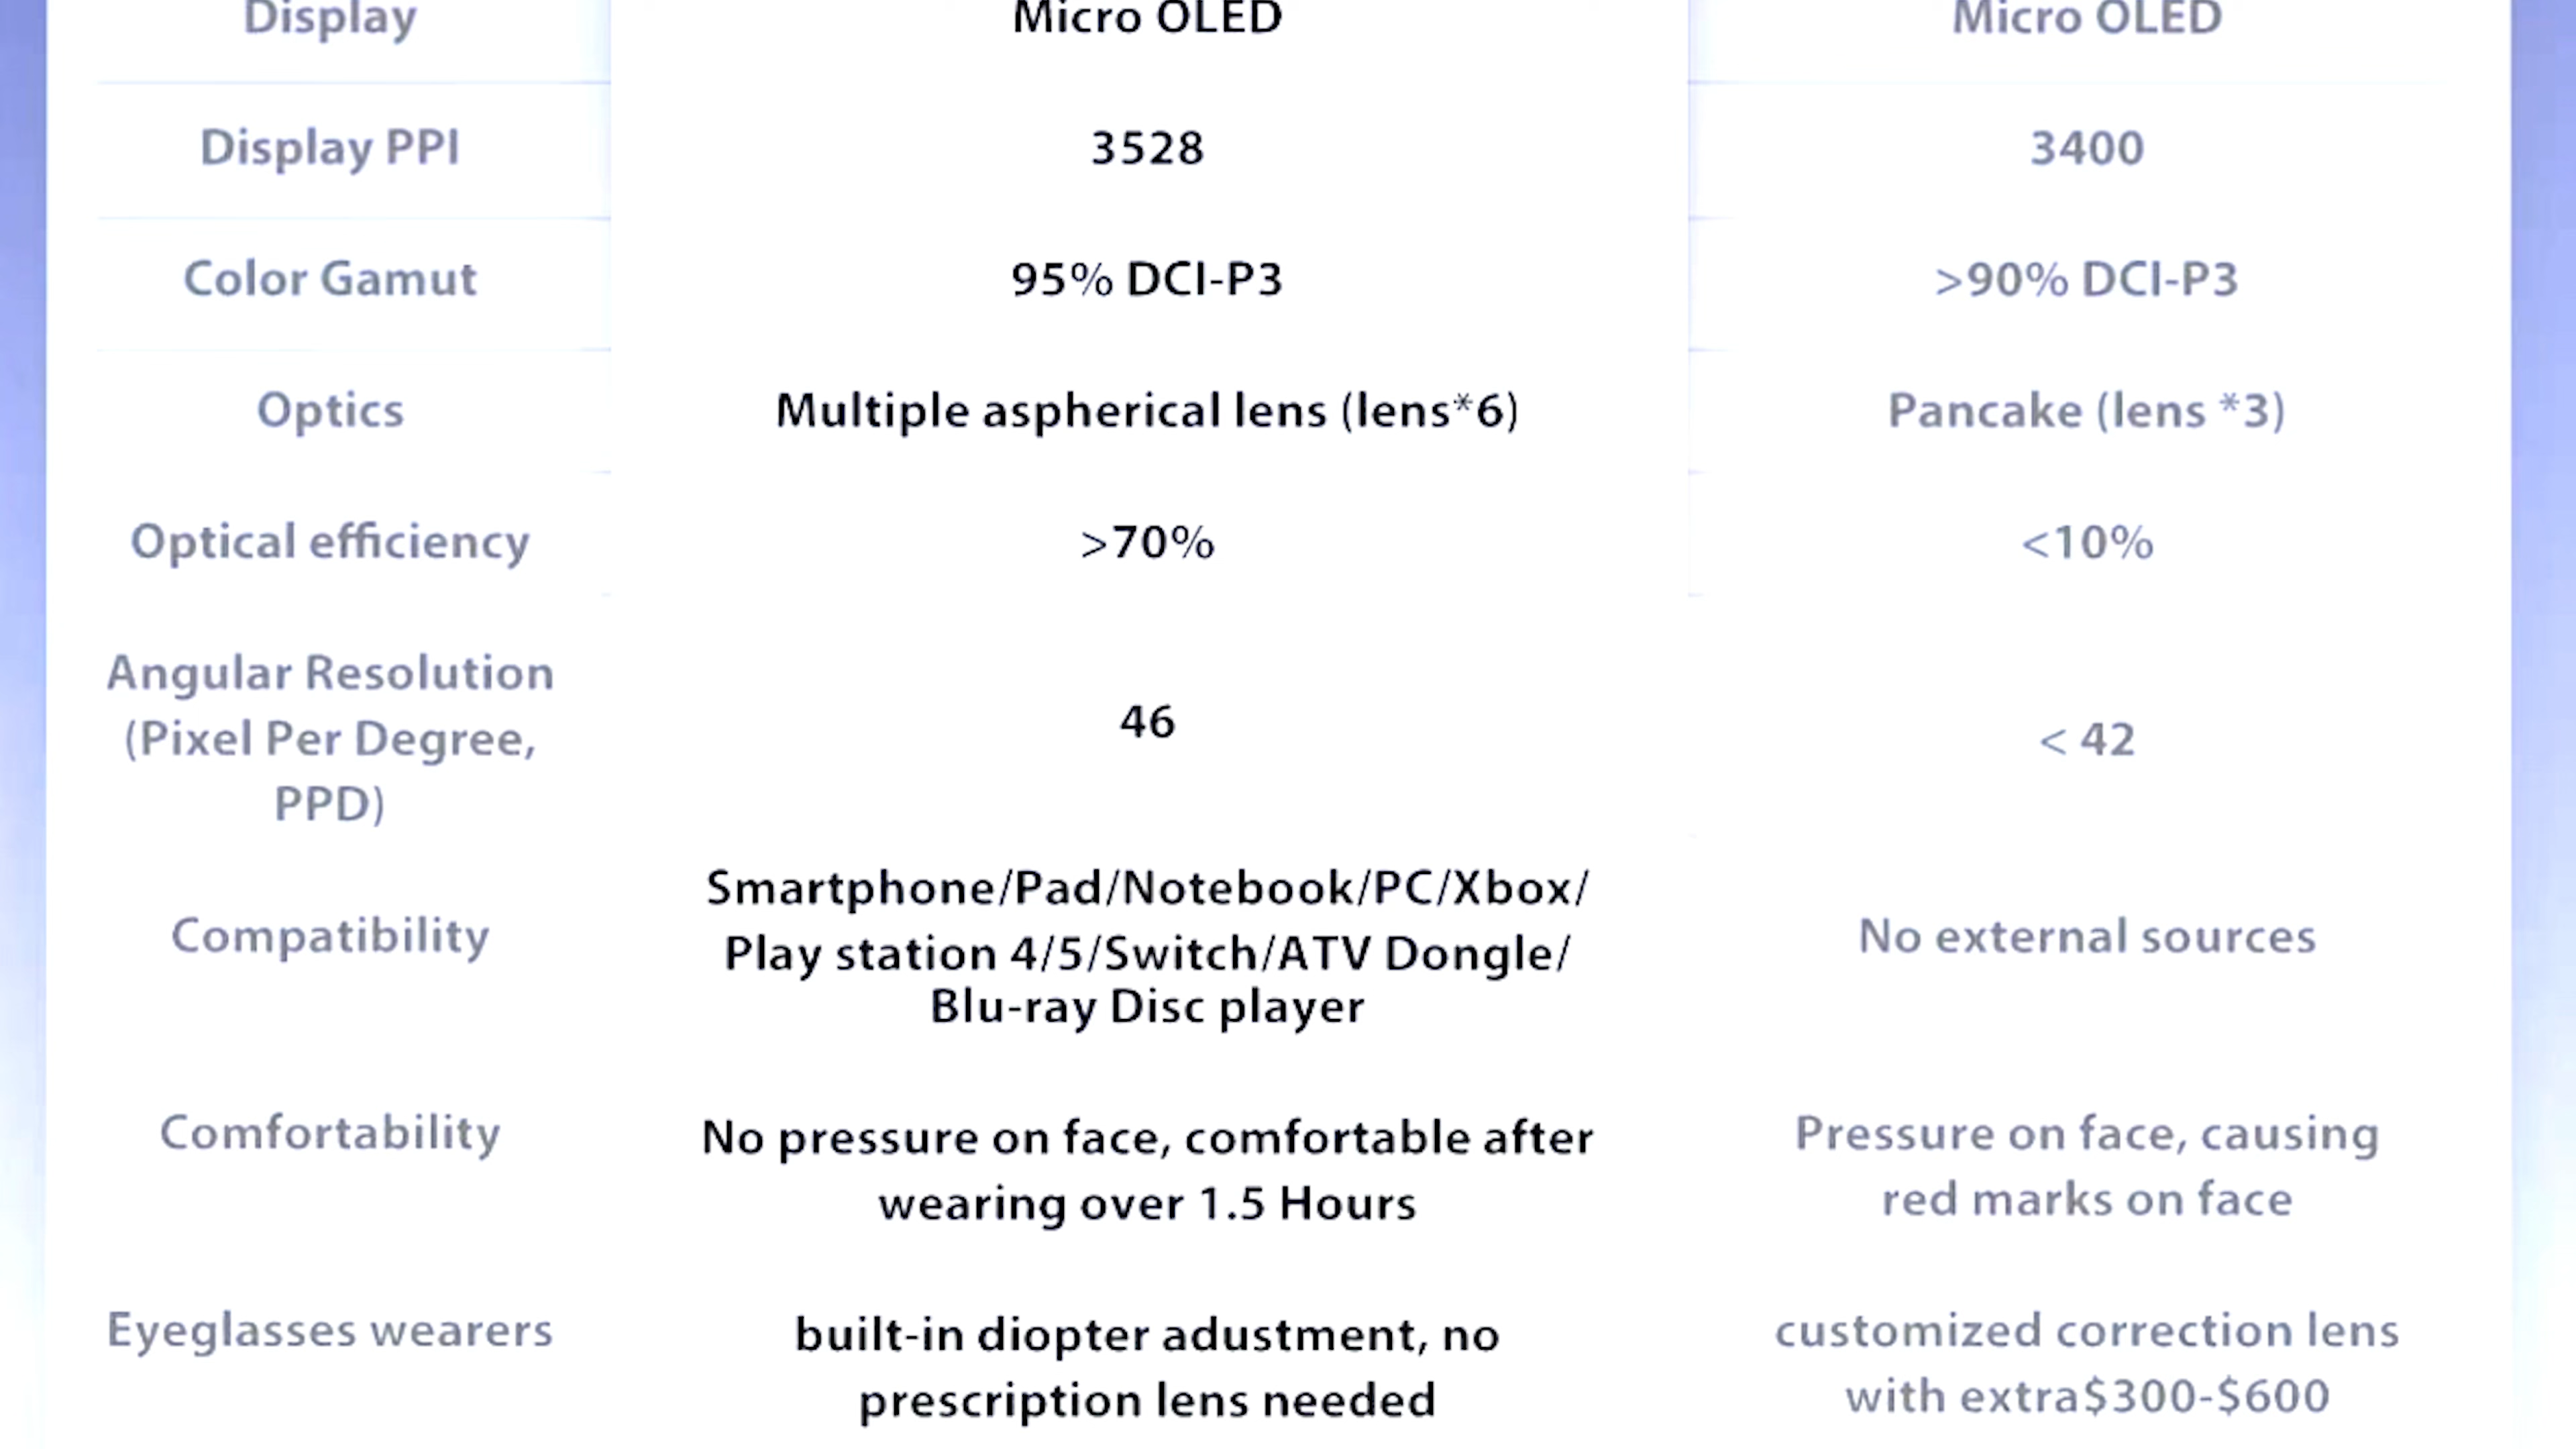 Display Micro OLED Micro OLED
Display PPI 3528 3400
Color Gamut 95% DCI-P3 >90% DCI-P3
Optics Multiple aspherical lens (lens*6) Pancake (lens *3)
Optical efficiency >70% <10%
Angular Resolution
(Pixel Per Degree,
PPD)
46
< 42
Compatibility
Smartphone/Pad/Notebook/PC/Xbox/
Play station 4/5/Switch/ATV Dongle/
Blu-ray Disc player
No external sources
Comfortability
No pressure on face, comfortable after
wearing over 1.5 Hours
Pressure on face, causing
red marks on face
Eyeglasses wearers
built-in diopter adustment, no
prescription lens needed
customized correction lens
with extra$300-$600